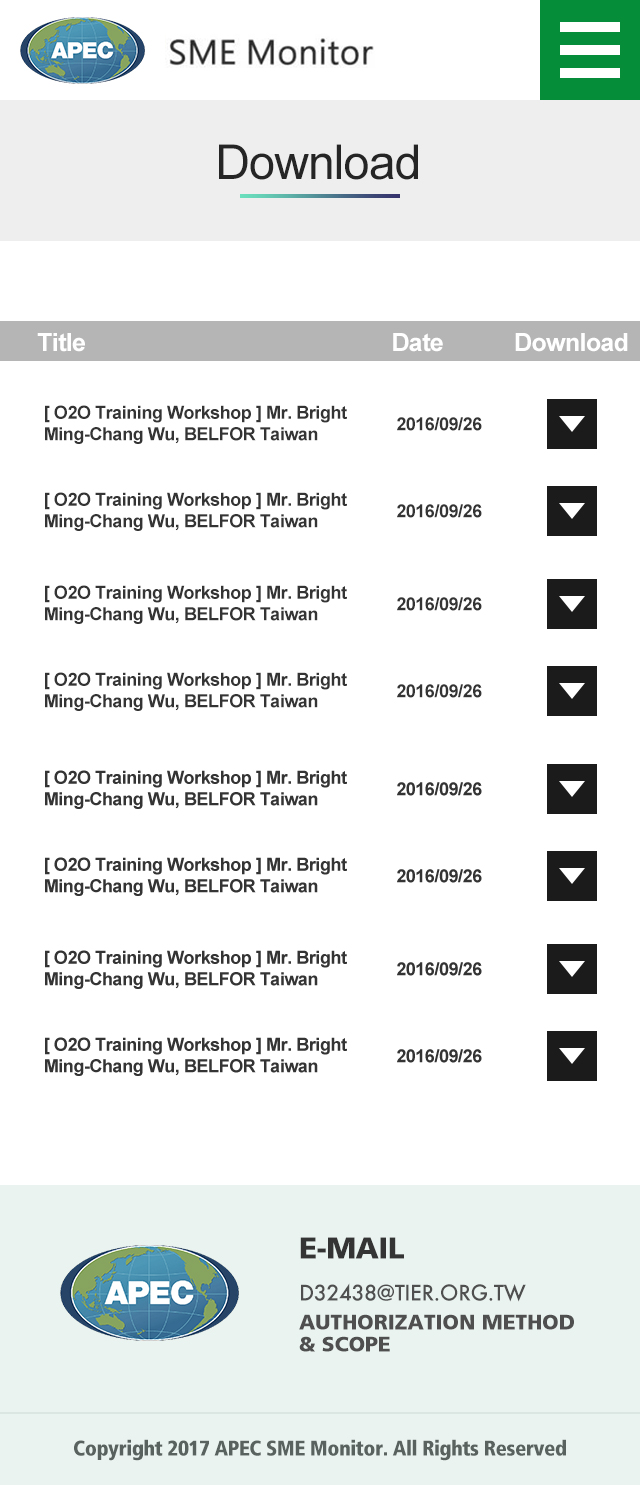 APEC
SME Monitor
Download
Title Date Download
[ O2O Training Workshop ] Mr. Bright
Ming-Chang Wu, BELFOR Taiwan
2016/09/26
[ O2O Training Workshop ] Mr. Bright
Ming-Chang Wu, BELFOR Taiwan
2016/09/26
[ O2O Training Workshop ] Mr. Bright
Ming-Chang Wu, BELFOR Taiwan
2016/09/26
[ O2O Training Workshop ] Mr. Bright
Ming-Chang Wu, BELFOR Taiwan
2016/09/26
[ O2O Training Workshop ] Mr. Bright
Ming-Chang Wu, BELFOR Taiwan
2016/09/26
[ O2O Training Workshop ] Mr. Bright
Ming-Chang Wu, BELFOR Taiwan
2016/09/26
[ O2O Training Workshop ] Mr. Bright
Ming-Chang Wu, BELFOR Taiwan
2016/09/26
[ O2O Training Workshop ] Mr. Bright
Ming-Chang Wu, BELFOR Taiwan
2016/09/26
APEC
E-MAIL
D32438@TIER.ORG.TW
AUTHORIZATION METHOD
& SCOPE
Copyright 2017 APEC SME Monitor. All Rights Reserved